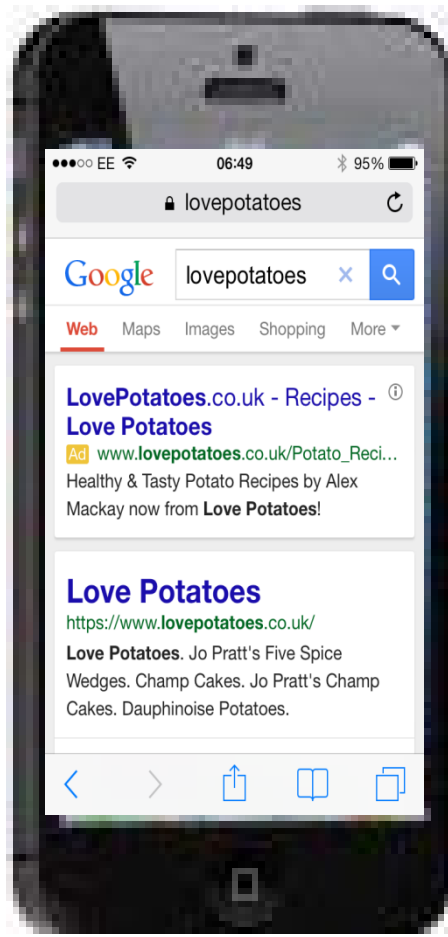 EE 06:49 95%
lovepotatoes
Google lovepotatoes
Web Maps Images Shopping More
LovePotatoes.co.uk - Recipes -
Love Potatoes
Ad www.lovepotatoes.co.uk/Potato_Reci...
Healthy & Tasty Potato Recipes by Alex
Mackay now from Love Potatoes!
Love Potatoes
https://www.lovepotatoes.co.uk/
Love Potatoes. Jo Pratt's Five Spice
Wedges. Champ Cakes. Jo Pratt's Champ
Cakes. Dauphinoise Potatoes.